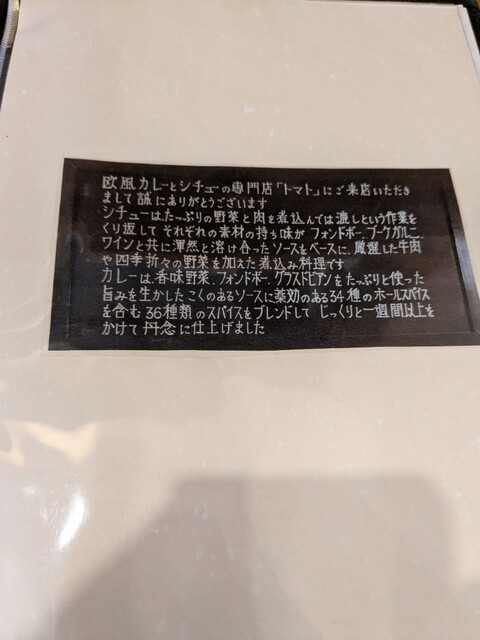 欧風カレーとシチューの専門店「トマト」にご来店いただき
まして誠にありがとうございます
シチューはたっぷりの野菜と肉を煮込んでは漉しという作業を
くり返して それぞれの素材の持ち味が フォンドボー、ブーケガルニ、
ワインと共に渾然と溶け合ったソースをベースに、厳選した牛肉
や四季折々の野菜を加えた煮込み料理です
カレーは、香味野菜、フォンドボー、グラスドビアンをたっぷりと使った
旨みを生かしたこくのあるソースに薬効のある34種のホールスパイス
を含む36種類のスパイスをブレンドして じっくりと一週間以上を
かけて 丹念に仕上げました